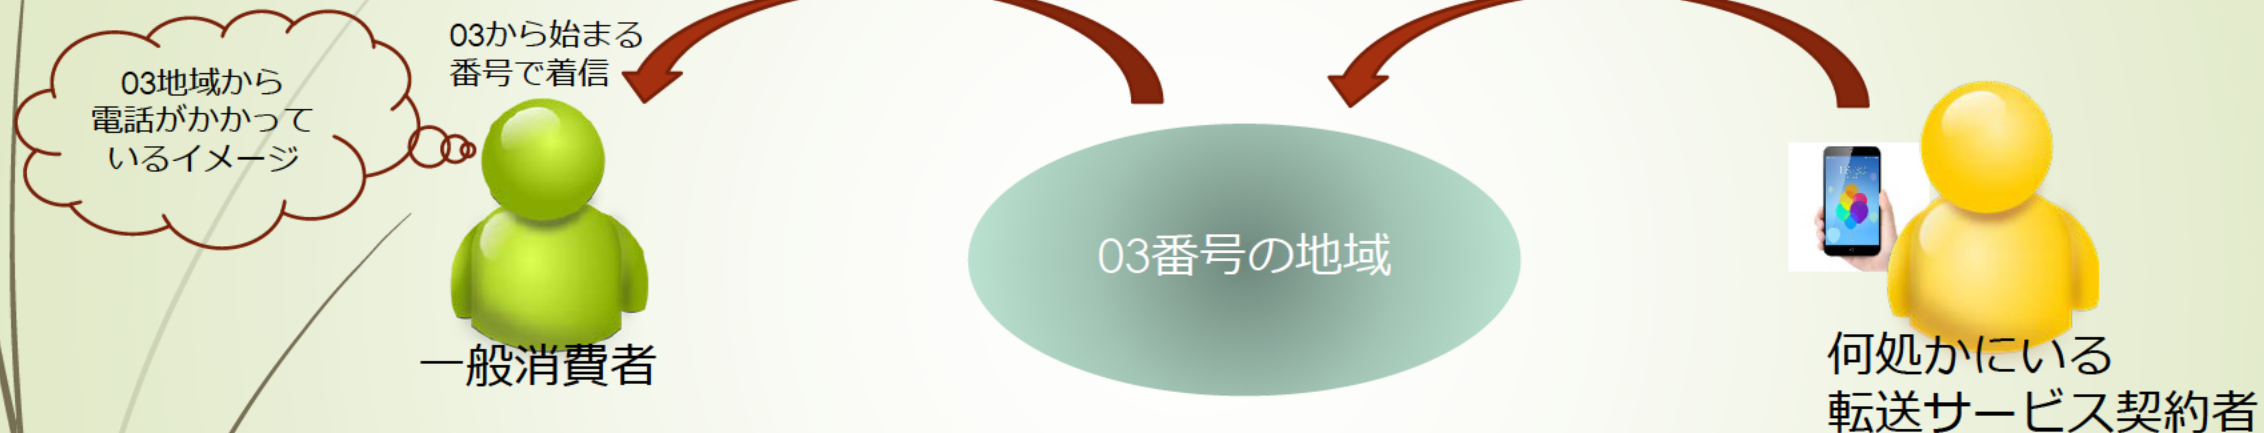 03地域から
電話がかかって
いるイメージ
03から始まる
番号で着信
一般消費者
03番号の地域
何処かにいる
転送サービス契約者